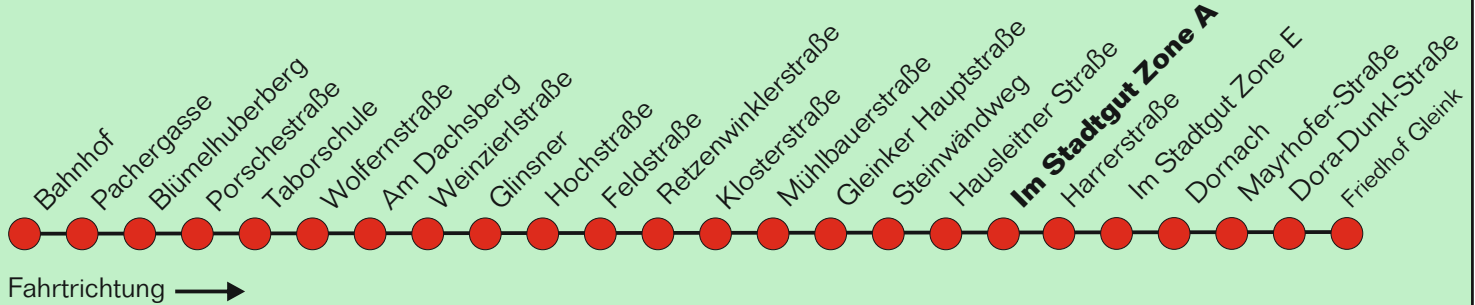 Bahnhof
Pachergasse
Blümelhuberberg
Porschestraße
Taborschule
Wolfernstraße
Am Dachsberg
Weinzierlstraße
Glinsner
Hochstraße
Feldstraße
Retzenwinklerstraße
Klosterstraße
Mühlbauerstraße
Gleinker Hauptstraße
Steinwändweg
Hausleitner Straße
Im Stadtgut Zone A
Harrerstraße
Im Stadtgut Zone E
Dornach
Mayrhofer-Straße
Dora-Dunkl-Straße
Friedhof Gleink
Fahrtrichtung